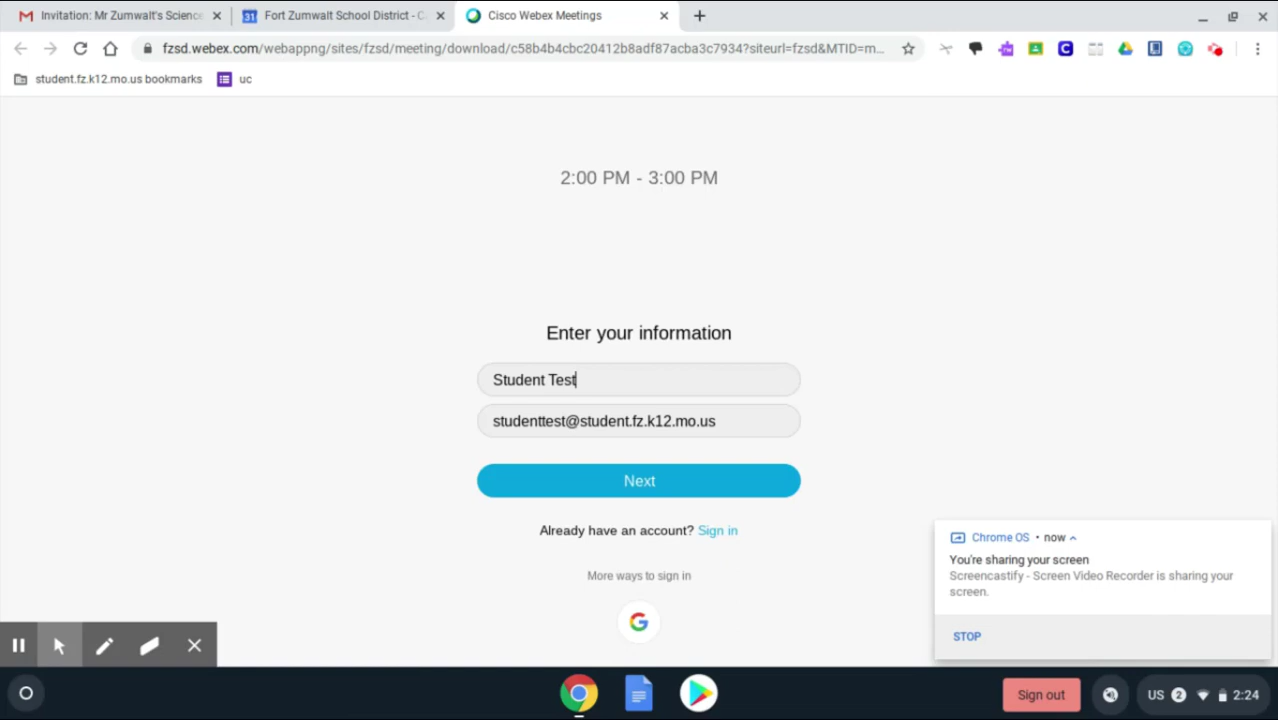 Invitation: Mr Zumwalt's Science
Fort Zumwalt School District - C
Cisco Webex Meetings
fzsd.webex.com/webappng/sites/fzsd/meeting/download/c58b4b4cbc20412b8adf87acba3c7934?siteurl=fzsd&MTID=m...
student.fz.k12.mo.us bookmarks
uc
2:00 PM - 3:00 PM
Enter your information
Student Test
studenttest@student.fz.k12.mo.us
Next
Already have an account? Sign in
More ways to sign in
Chrome OS • now
You're sharing your screen
Screencastify - Screen Video Recorder is sharing your
screen.
STOP
Sign out
US 2 2:24